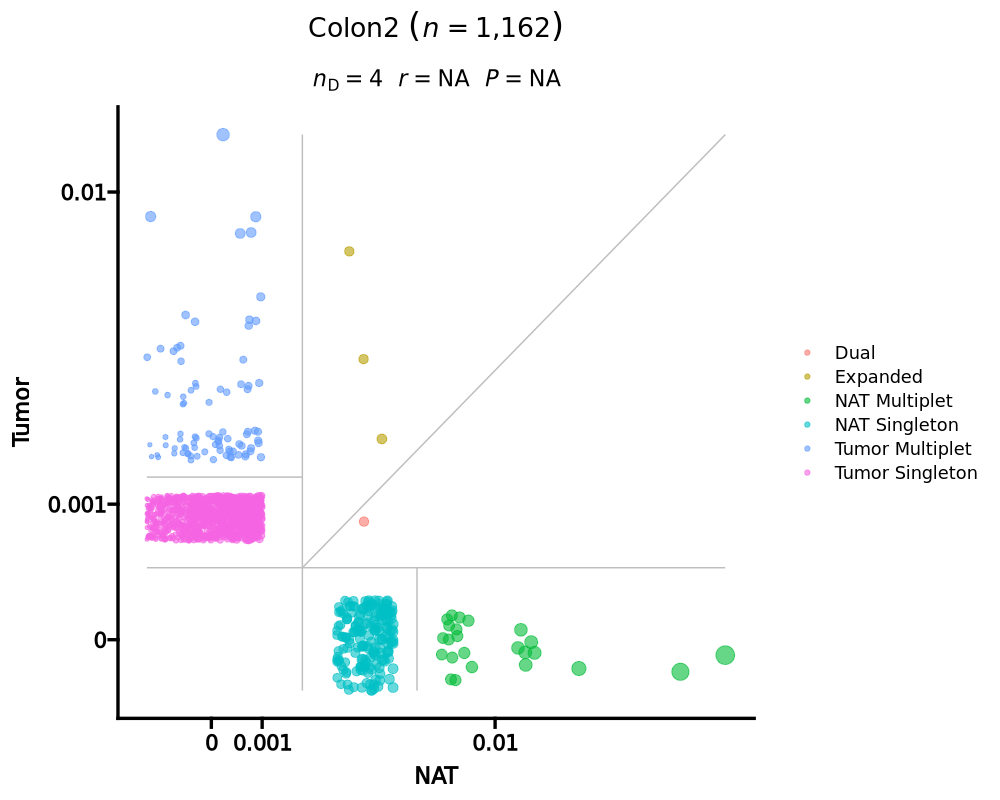 Colon2 (n = 1,162)
n_D = 4 r = NA P = NA
0.01
0.001
0
Tumor
0 0.001 0.01
NAT
Dual
Expanded
NAT Multiplet
NAT Singleton
Tumor Multiplet
Tumor Singleton